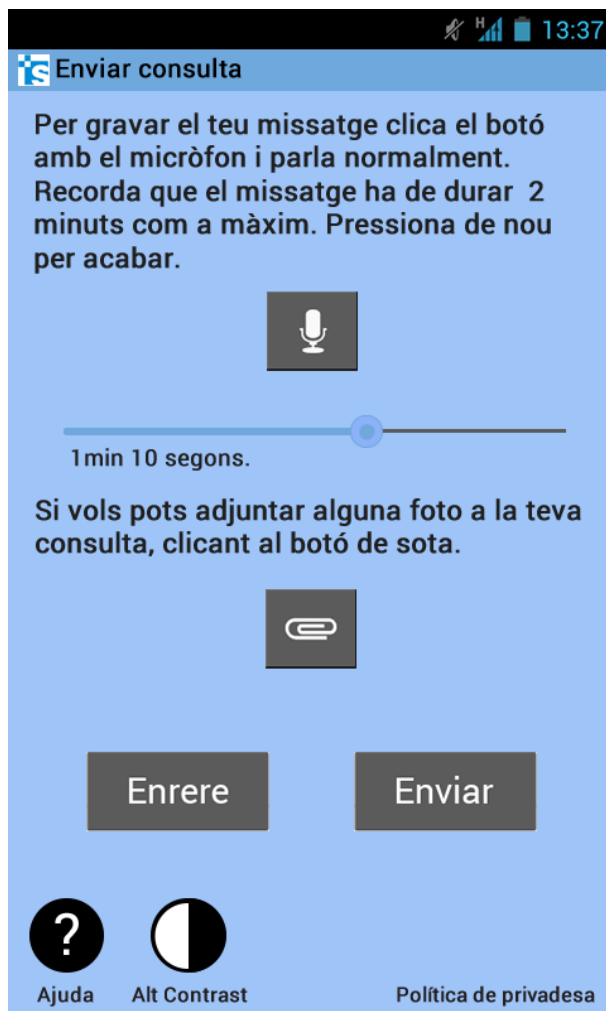 H 13:37
is Enviar consulta
Per gravar el teu missatge clica el botó
amb el micròfon i parla normalment.
Recorda que el missatge ha de durar  2
minuts com a màxim. Pressiona de nou
per acabar.
1min 10 segons.
Si vols pots adjuntar alguna foto a la teva
consulta, clicant al botó de sota.
Enrere Enviar
?
Ajuda Alt Contrast Política de privadesa